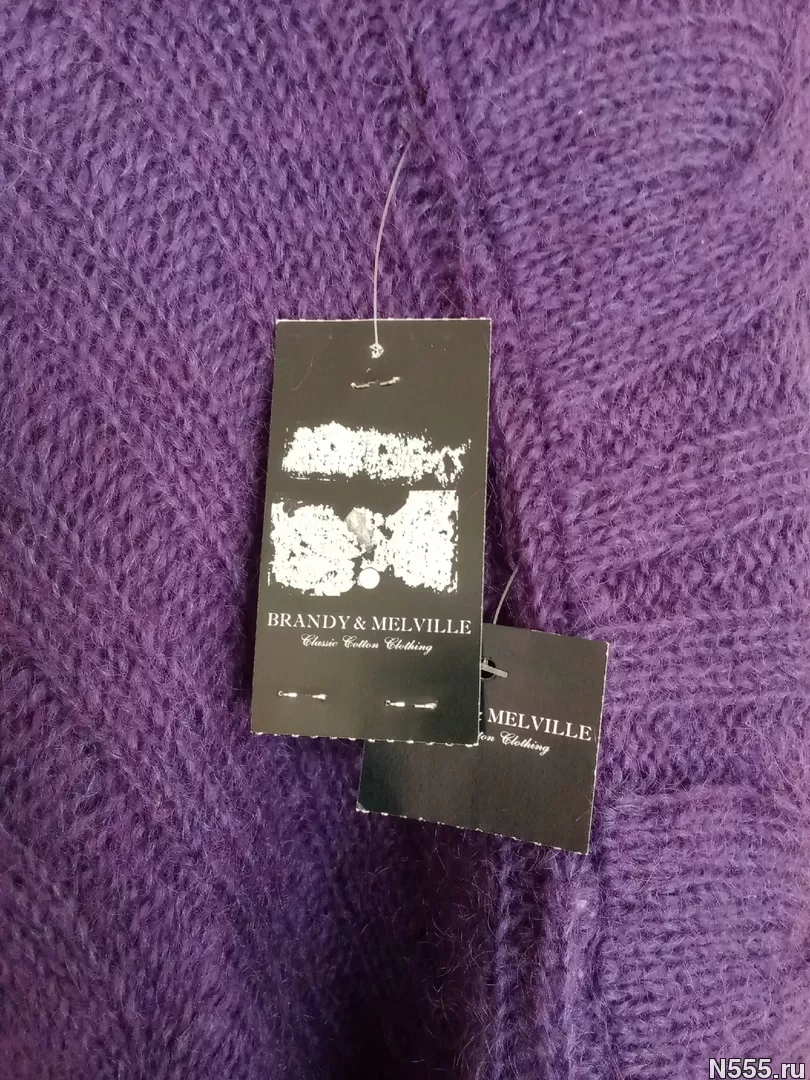 BRANDY & MELVILLE
Classic Cotton Clothing
MELVILLE
Clothing
N555.ru